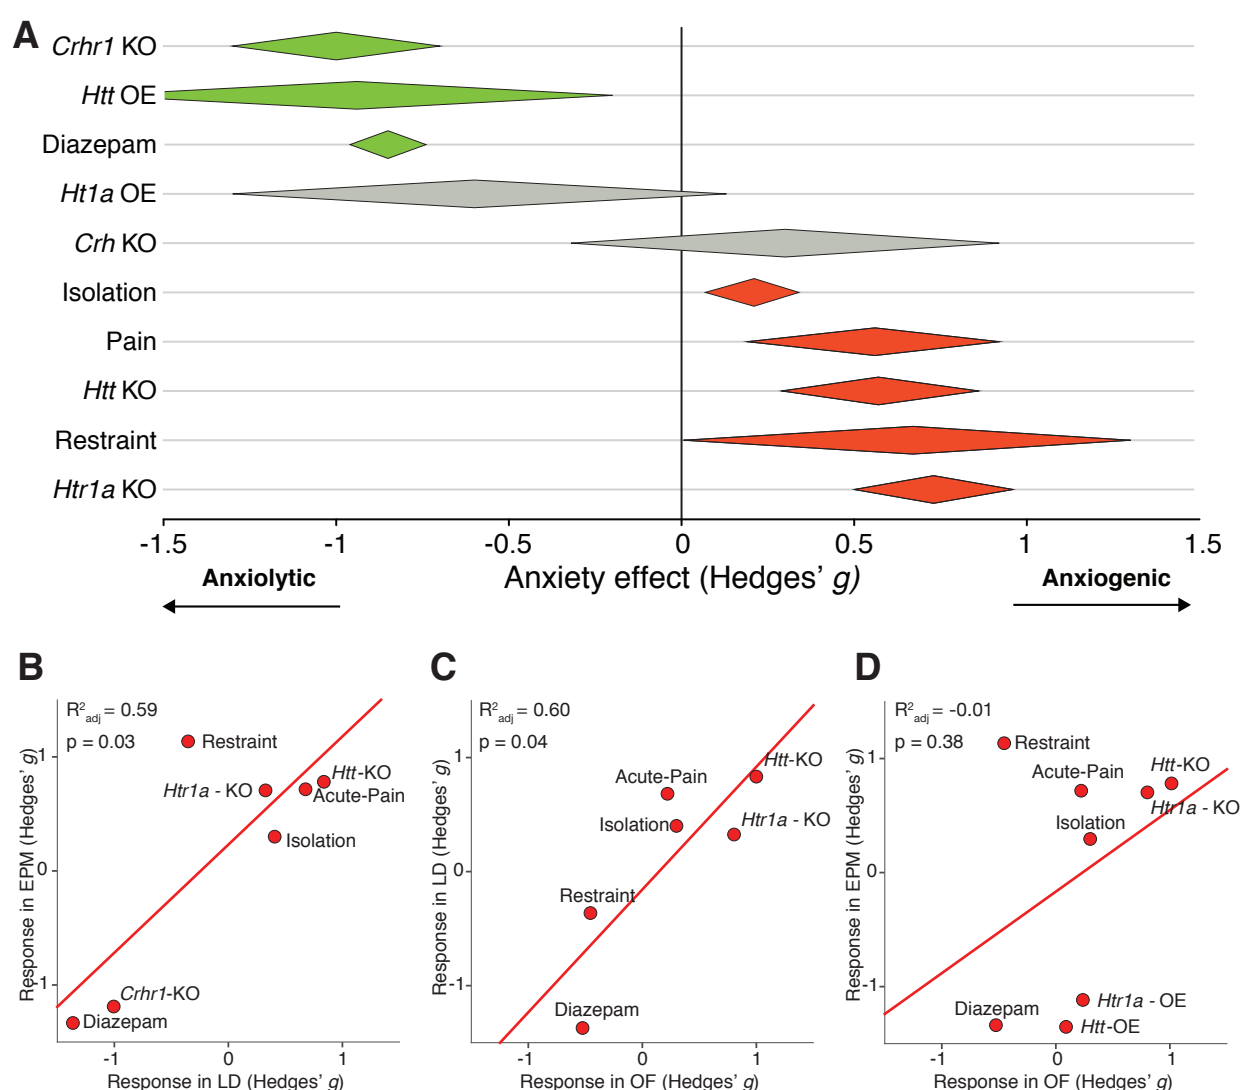 A
Crhr1 KO
Htt OE
Diazepam
Ht1a OE
Crh KO
Isolation
Pain
Htt KO
Restraint
Htr1a KO
-1.5 -1 -0.5 0 0.5 1 1.5
Anxiolytic Anxiety effect (Hedges' g) Anxiogenic
B
R²adj = 0.59
p = 0.03
Restraint
Htt-KO
Htr1a - KO
Acute-Pain
Isolation
Crhr1-KO
Diazepam
1
0
-1
Response in EPM (Hedges' g)
-1 0 1
Response in LD (Hedges' g)
C
R²adj = 0.60
p = 0.04
Htt-KO
Acute-Pain
Isolation
Htr1a - KO
Restraint
Diazepam
1
0
-1
Response in LD (Hedges' g)
-1 0 1
Response in OF (Hedges' g)
D
R²adj = -0.01
p = 0.38
Restraint
Htt-KO
Acute-Pain
Htr1a - KO
Isolation
Htr1a - OE
Diazepam
Htt-OE
1
0
-1
Response in EPM (Hedges' g)
-1 0 1
Response in OF (Hedges' g)